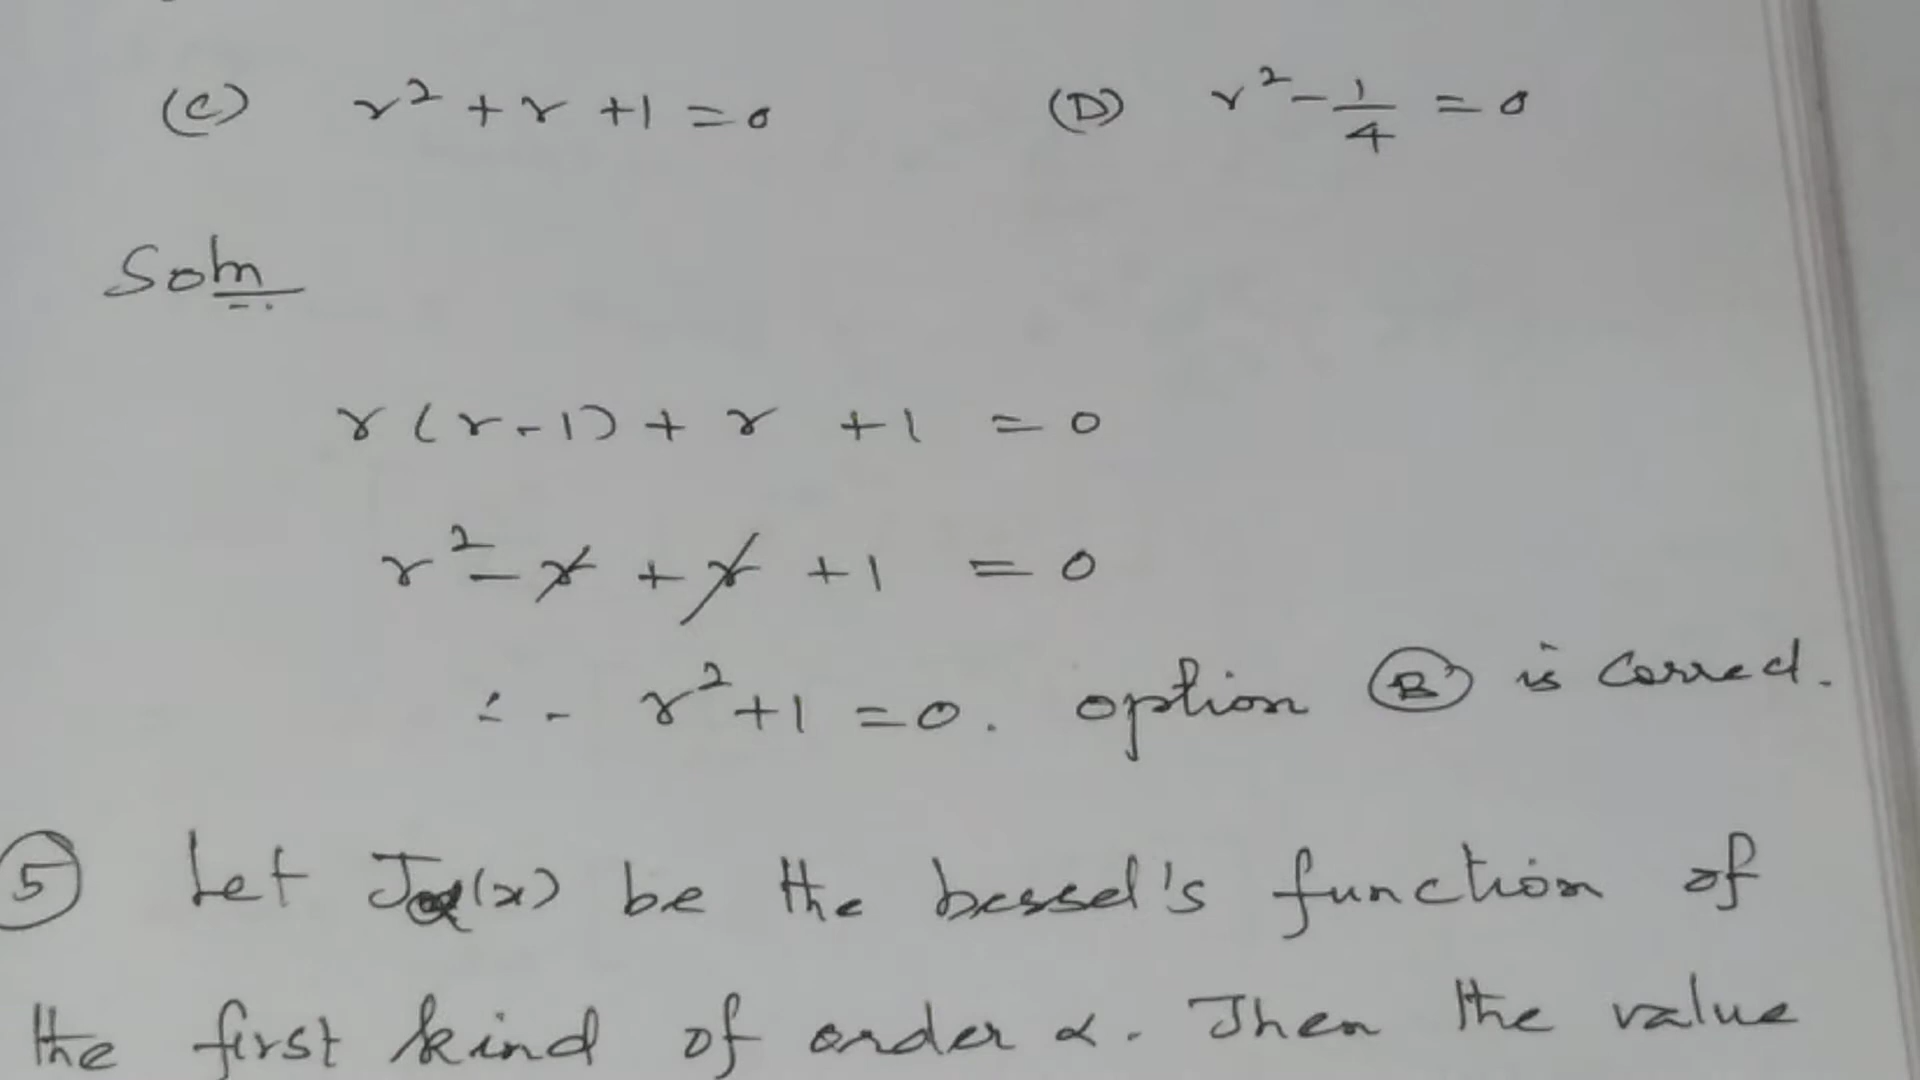 (C) r² + r + 1 = 0 (D) r² - 1/4 = 0
Soln
r(r-1) + r + 1 = 0
r² - r + r + 1 = 0
∴ r² + 1 = 0. option (B) is correct.
(5) Let Jα(x) be the bessel's function of
the first kind of order α. Then the value